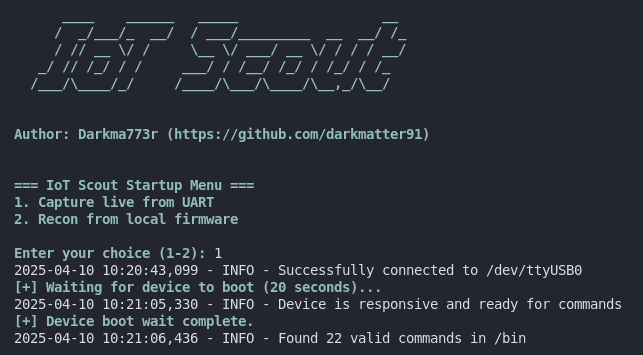 IoT Scout
Author: Darkma773r (https://github.com/darkmatter91)
=== IoT Scout Startup Menu ===
1. Capture live from UART
2. Recon from local firmware
Enter your choice (1-2): 1
2025-04-10 10:20:43,099 - INFO - Successfully connected to /dev/ttyUSB0
[+] Waiting for device to boot (20 seconds)...
2025-04-10 10:21:05,330 - INFO - Device is responsive and ready for commands
[+] Device boot wait complete.
2025-04-10 10:21:06,436 - INFO - Found 22 valid commands in /bin